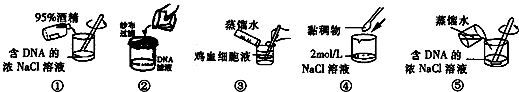 95%酒精
含DNA的
浓NaCl溶液
①
纱布
过滤
DNA
滤液
②
蒸馏水
鸡血细胞液
③
黏稠物
2mol/L
NaCl溶液
④
蒸馏水
含DNA的
浓NaCl溶液
⑤